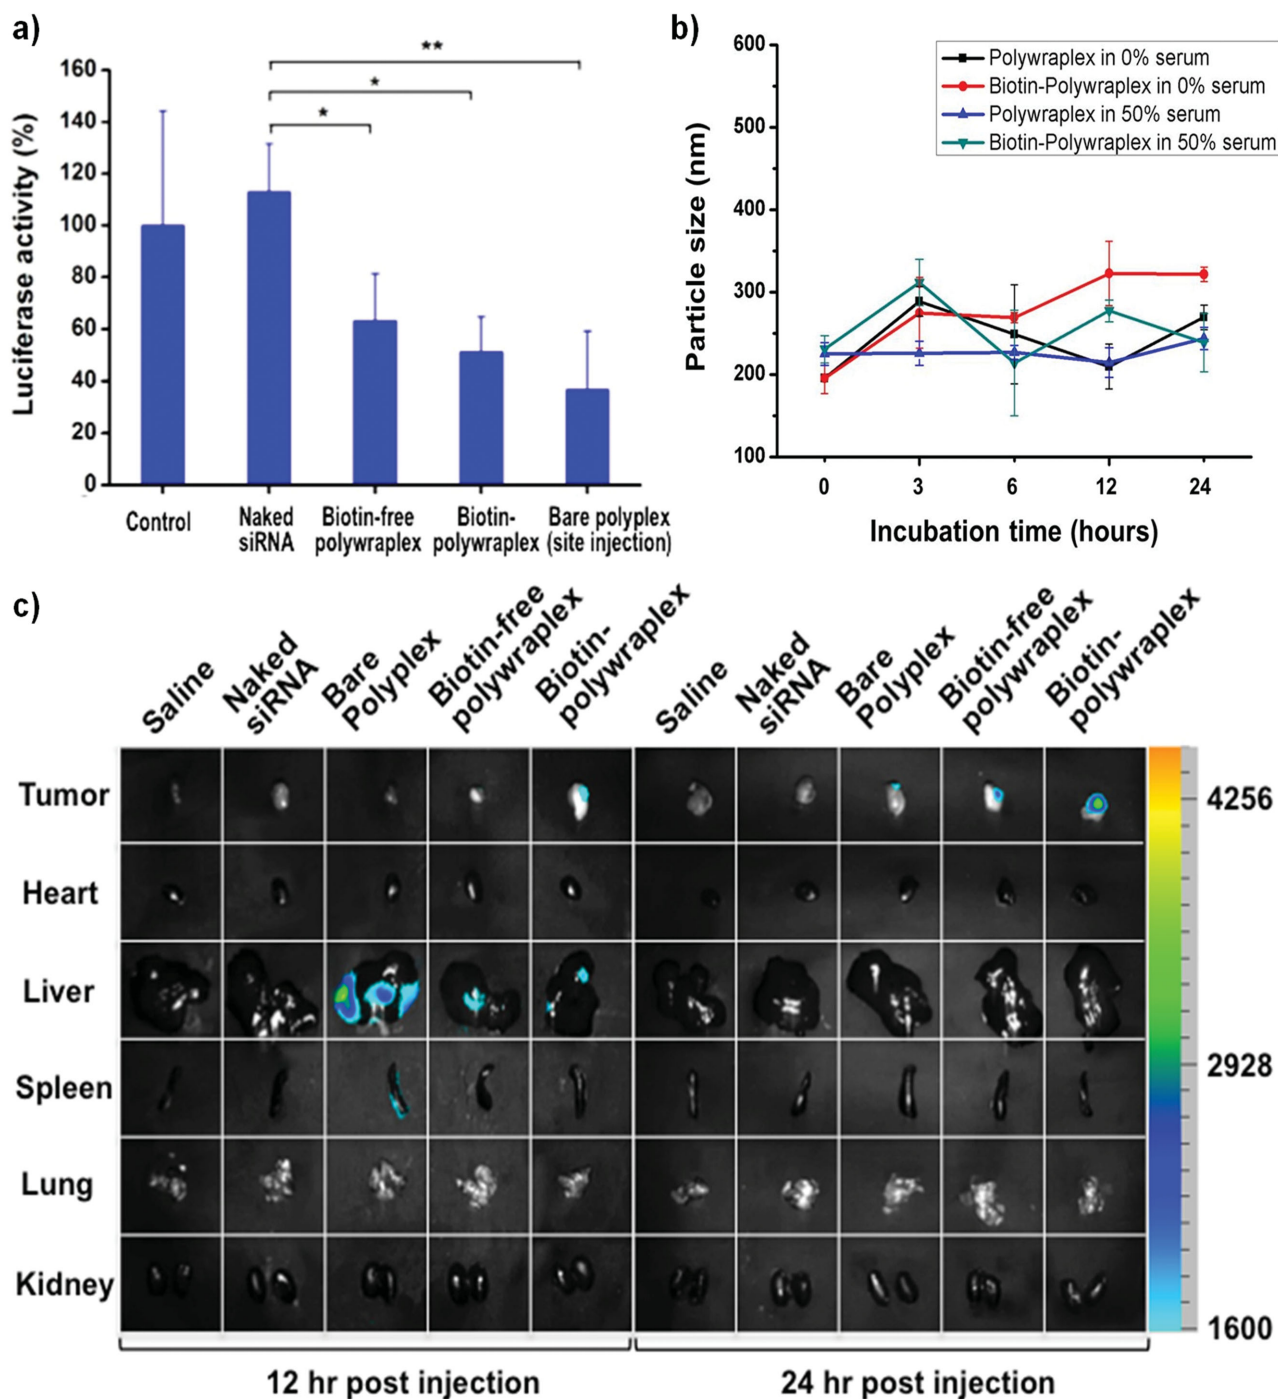 a)
**
*
*
Luciferase activity (%)
160
140
120
100
80
60
40
20
0
Control
Naked
siRNA
Biotin-free
polywraplex
Biotin-
polywraplex
Bare polyplex
(site injection)
b)
Particle size (nm)
600
500
400
300
200
100
0
3
6
12
24
Incubation time (hours)
Polywraplex in 0% serum
Biotin-Polywraplex in 0% serum
Polywraplex in 50% serum
Biotin-Polywraplex in 50% serum
c)
Saline
Naked
siRNA
Bare
Polyplex
Biotin-free
polywraplex
Biotin-
polywraplex
Saline
Naked
siRNA
Bare
Polyplex
Biotin-free
polywraplex
Biotin-
polywraplex
Tumor
Heart
Liver
Spleen
Lung
Kidney
4256
2928
1600
12 hr post injection
24 hr post injection